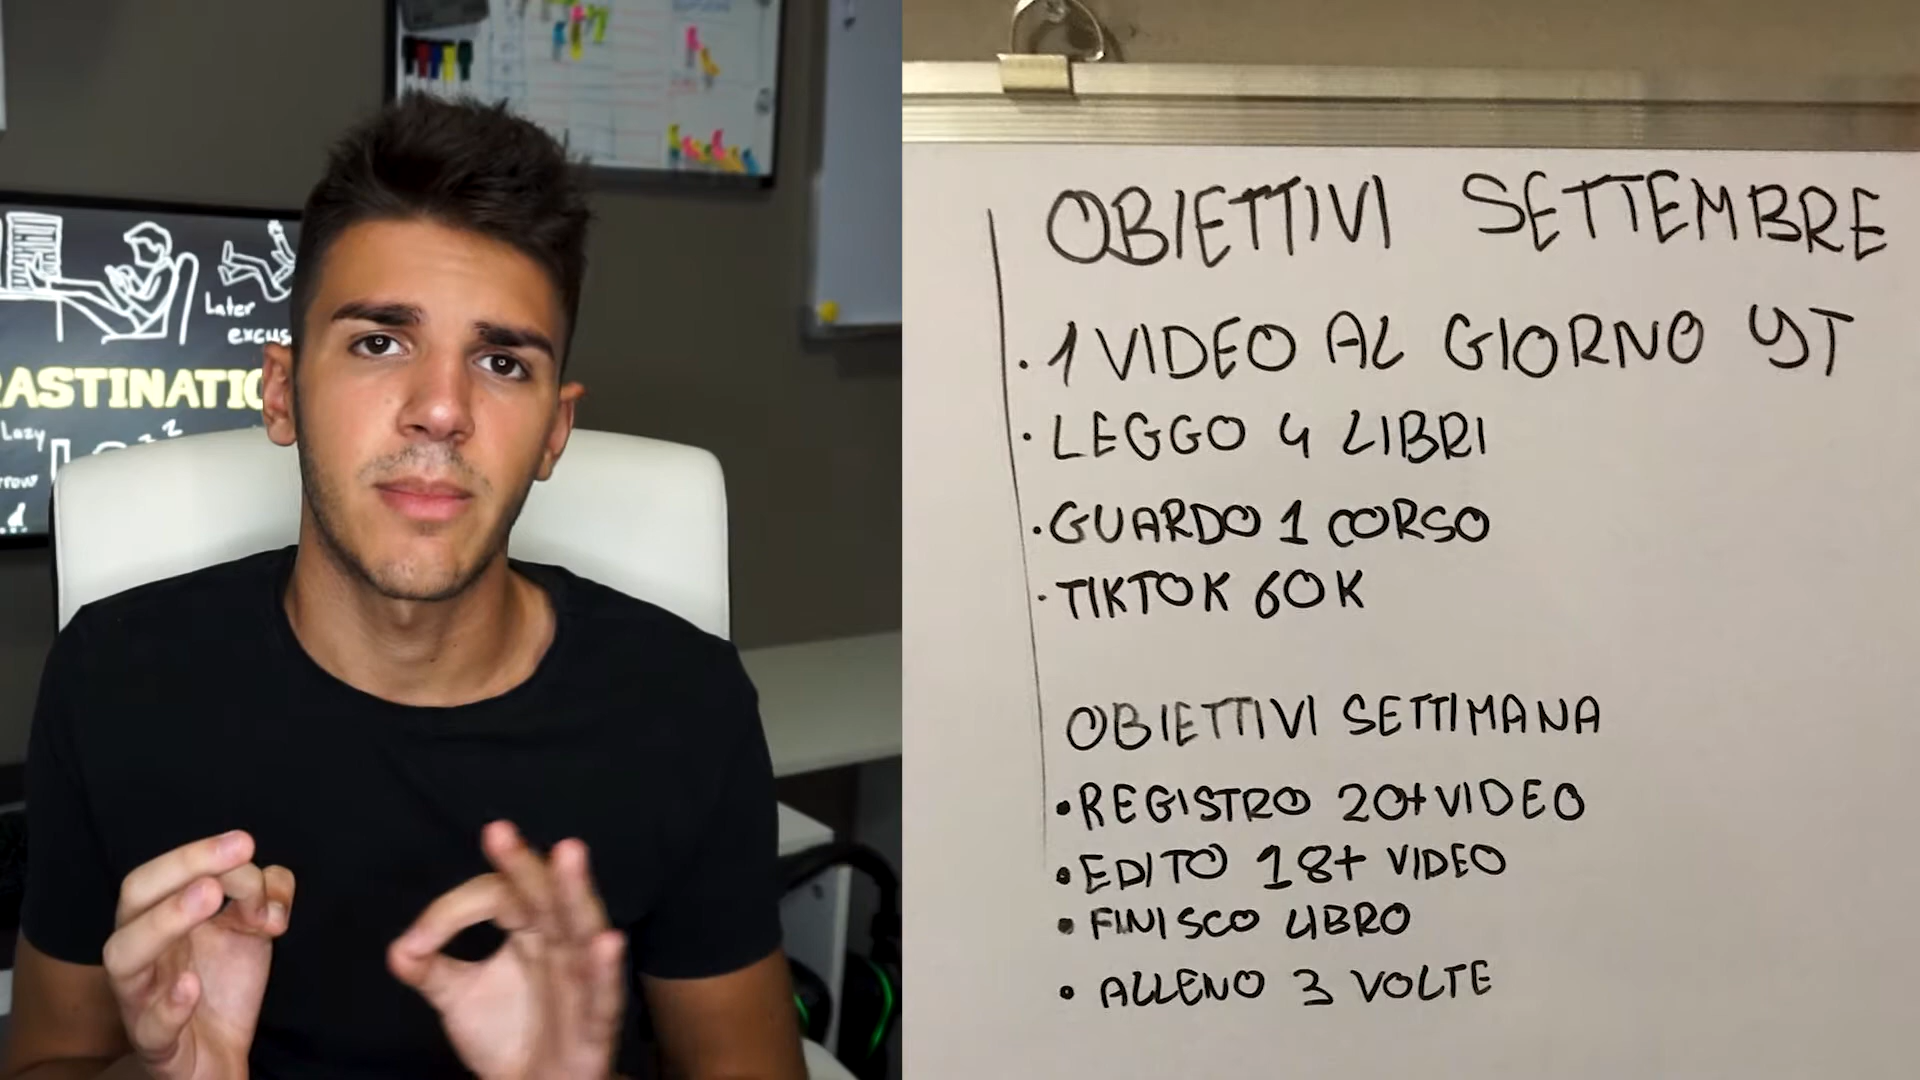 Later
excus
RASTINATIO
Lazy
rrow
OBIETTIVI SETTEMBRE
· 1 VIDEO AL GIORNO YT
· LEGGO 4 LIBRI
· GUARDO 1 CORSO
· TIKTOK 60K
OBIETTIVI SETTIMANA
• REGISTRO 20+ VIDEO
• EDITO 18+ VIDEO
• FINISCO LIBRO
• ALLENO 3 VOLTE